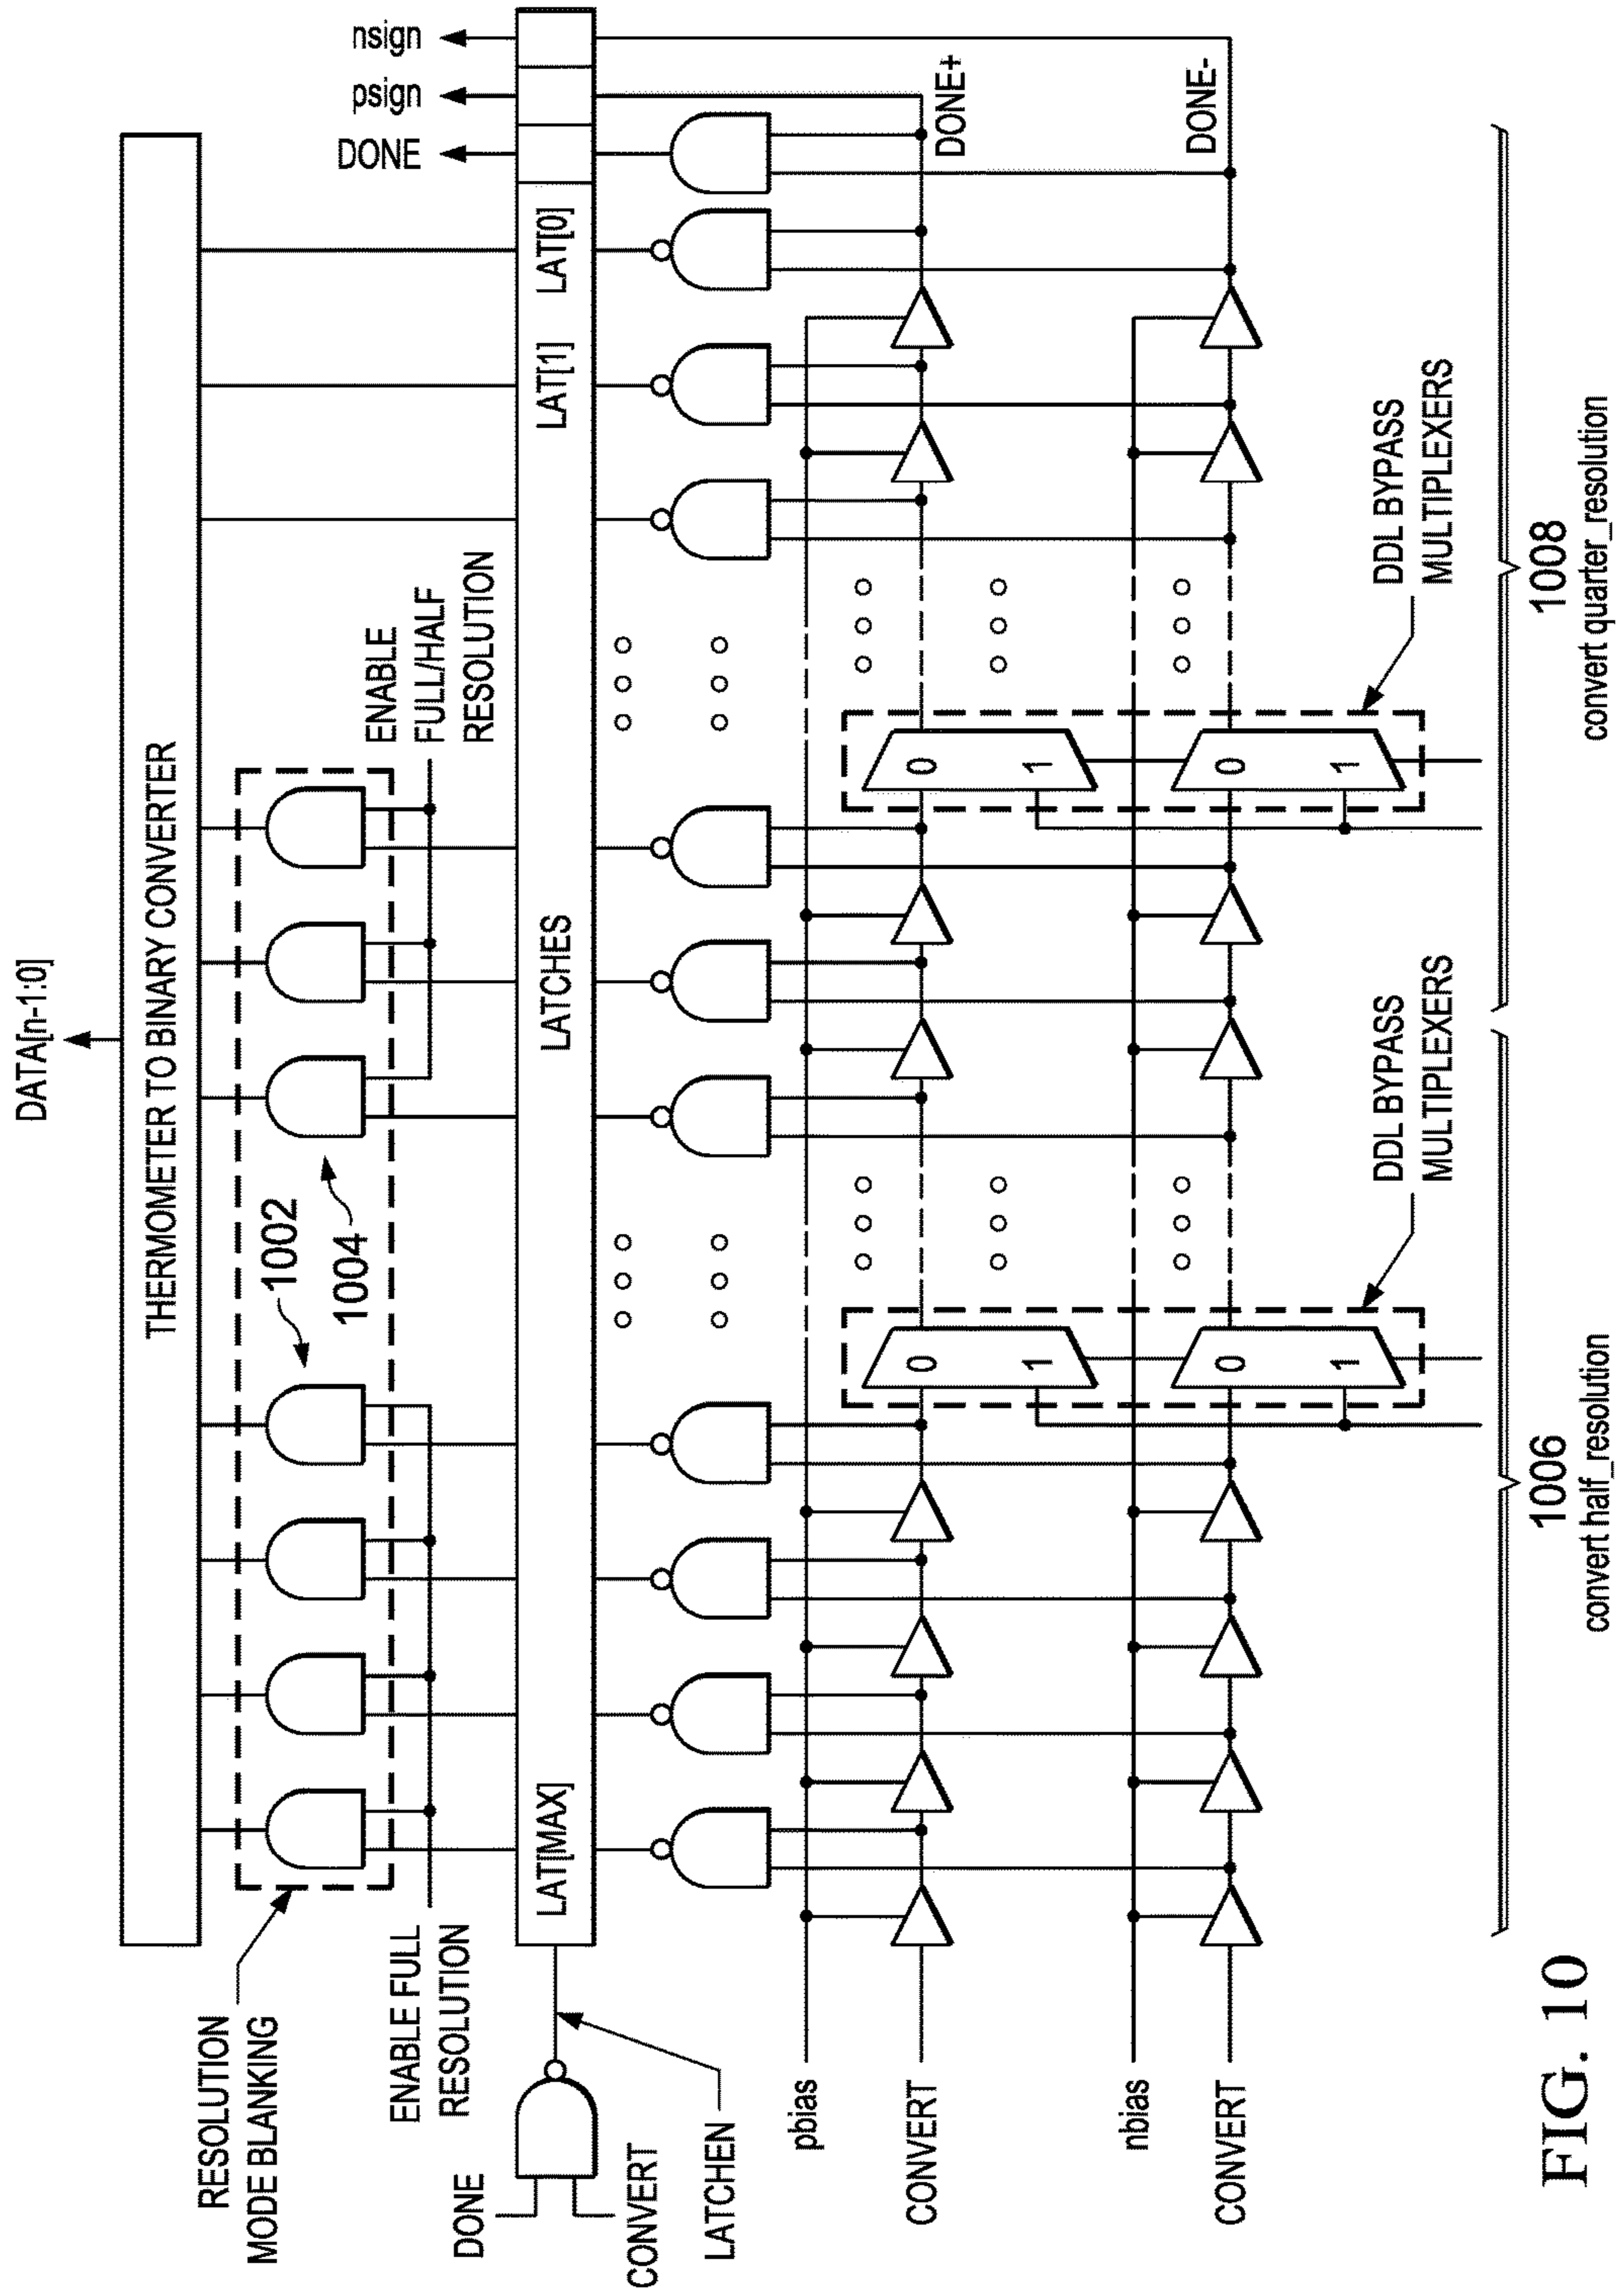 DATA[n-1:0]
THERMOMETER TO BINARY CONVERTER
RESOLUTION
MODE BLANKING
1002
1004
ENABLE FULL
RESOLUTION
ENABLE
FULL/HALF
RESOLUTION
DONE
psign
nsign
DONE
CONVERT
LATCHEN
LAT[MAX]
LATCHES
LAT[1]
LAT[0]
pbias
CONVERT
DONE+
nbias
CONVERT
DONE-
0
1
0
1
0
1
0
1
DDL BYPASS
MULTIPLEXERS
DDL BYPASS
MULTIPLEXERS
1006
convert half_resolution
1008
convert quarter_resolution
FIG. 10